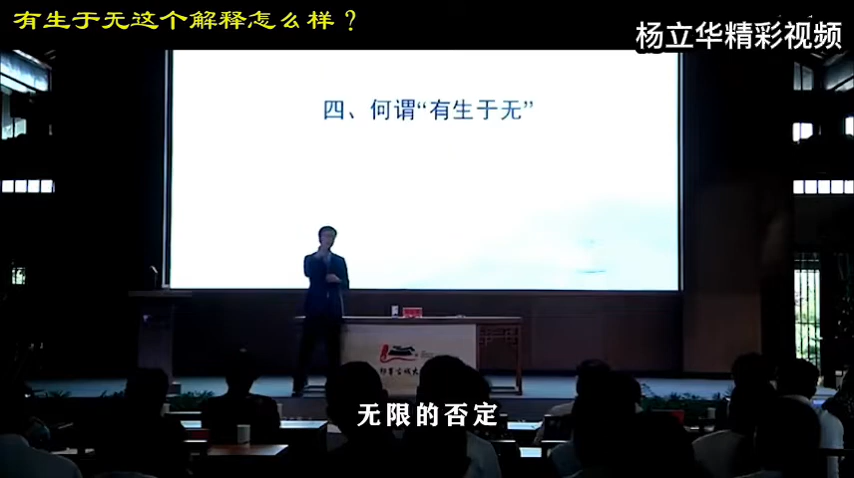 有生于无这个解释怎么样？
杨立华精彩视频
四、何谓“有生于无”
无限的否定